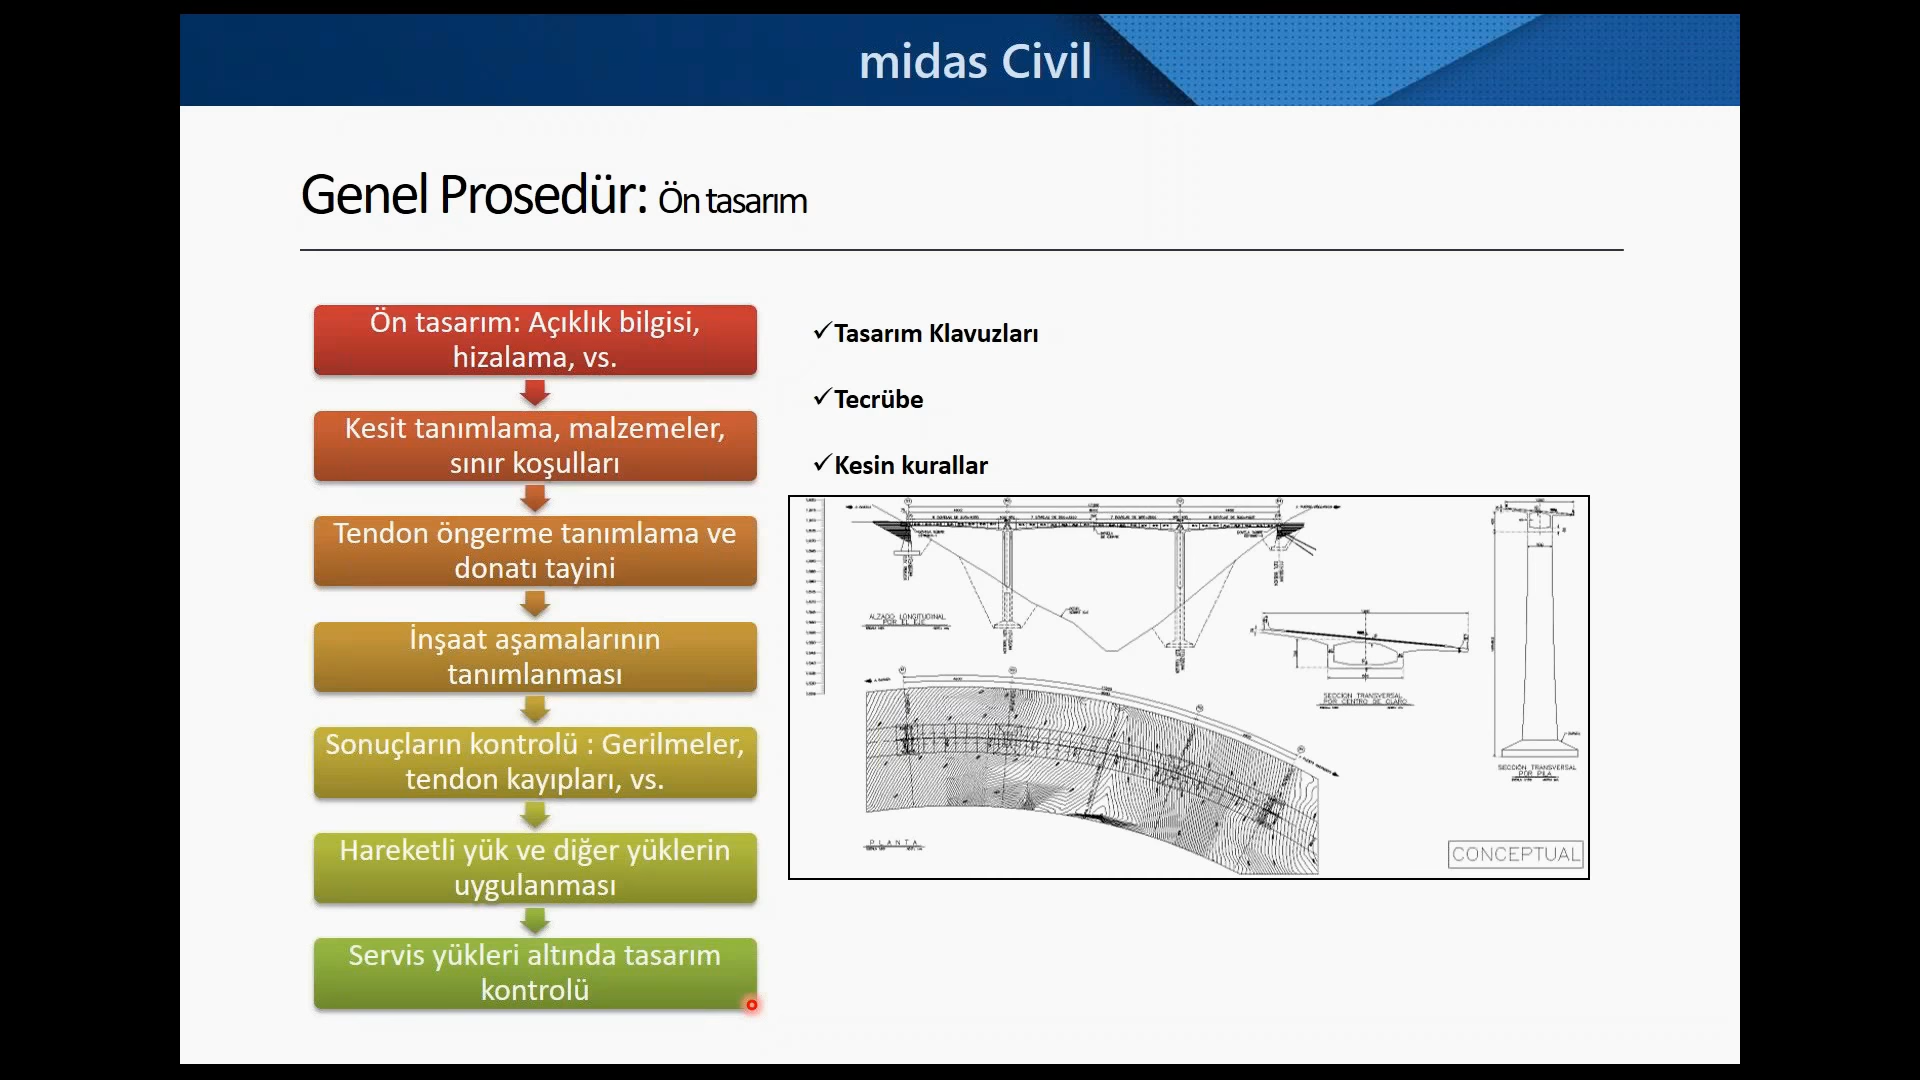 midas Civil
Genel Prosedür: Ön tasarım
Ön tasarım: Açıklık bilgisi,
hizalama, vs.
Kesit tanımlama, malzemeler,
sınır koşulları
Tendon öngerme tanımlama ve
donatı tayini
İnşaat aşamalarının
tanımlanması
Sonuçların kontrolü : Gerilmeler,
tendon kayıpları, vs.
Hareketli yük ve diğer yüklerin
uygulanması
Servis yükleri altında tasarım
kontrolü
✓Tasarım Klavuzları
✓Tecrübe
✓Kesin kurallar
ALZADO LONGITUDINAL
POR EL EJE
SECCION TRANSVERSAL
POR CENTRO DE CLARO
SECCIÓN TRANSVERSAL
POR PILA
PLANTA
CONCEPTUAL